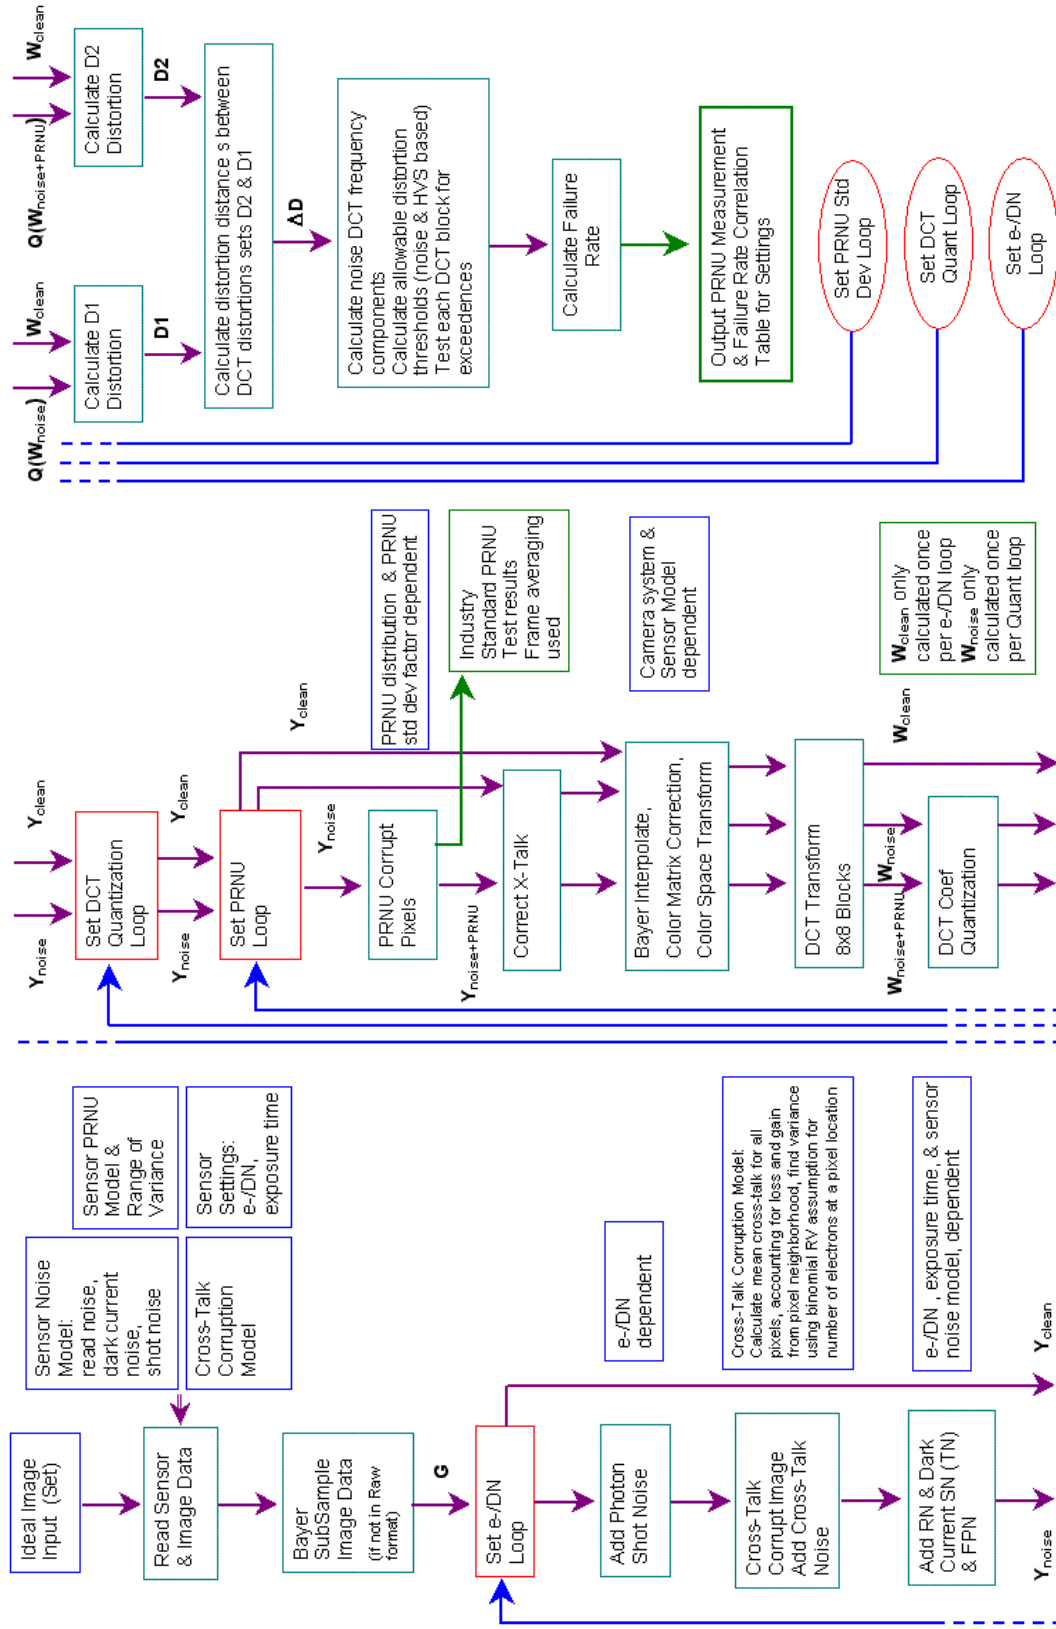 Ideal Image
Input (Set)
Read Sensor
& Image Data
Bayer
SubSample
Image Data
(if not in Raw
format)
G
Set e-/DN
Loop
Add Photon
Shot Noise
Cross-Talk
Corrupt Image
Add Cross-Talk
Noise
Add RN & Dark
Current SN (TN)
& FPN
Ynoise
Yclean
Sensor Noise
Model:
read noise,
dark current
noise,
shot noise
Sensor PRNU
Model &
Range of
Variance
Cross-Talk
Corruption
Model
Sensor
Settings:
e-/DN,
exposure time
e-/DN
dependent
Cross-Talk Corruption Model:
Calculate mean cross-talk for all
pixels, accounting for loss and gain
from pixel neighborhood, find variance
using binomial RV assumption for
number of electrons at a pixel location
e-/DN , exposure time, & sensor
noise model, dependent
Ynoise
Yclean
Set DCT
Quantization
Loop
Ynoise
Yclean
Set PRNU
Loop
Ynoise
Yclean
PRNU Corrupt
Pixels
Ynoise+PRNU
Correct X-Talk
Bayer Interpolate,
Color Matrix Correction,
Color Space Transform
DCT Transform
8x8 Blocks
Wnoise+PRNU
Wnoise
Wclean
DCT Coef
Quantization
PRNU distribution & PRNU
std dev factor dependent
Industry
Standard PRNU
Test results
Frame averaging
used
Camera system &
Sensor Model
dependent
Wclean only
calculated once
per e-/DN loop
Wnoise only
calculated once
per Quant loop
Q(Wnoise)
Wclean
Q(Wnoise+PRNU)
Wclean
Calculate D1
Distortion
Calculate D2
Distortion
D1
D2
Calculate distortion distance s between
DCT distortions sets D2 & D1
ΔD
Calculate noise DCT frequency
components
Calculate allowable distortion
thresholds (noise & HVS based)
Test each DCT block for
exceedences
Calculate Failure
Rate
Output PRNU Measurement
& Failure Rate Correlation
Table for Settings
Set PRNU Std
Dev Loop
Set DCT
Quant Loop
Set e-/DN
Loop